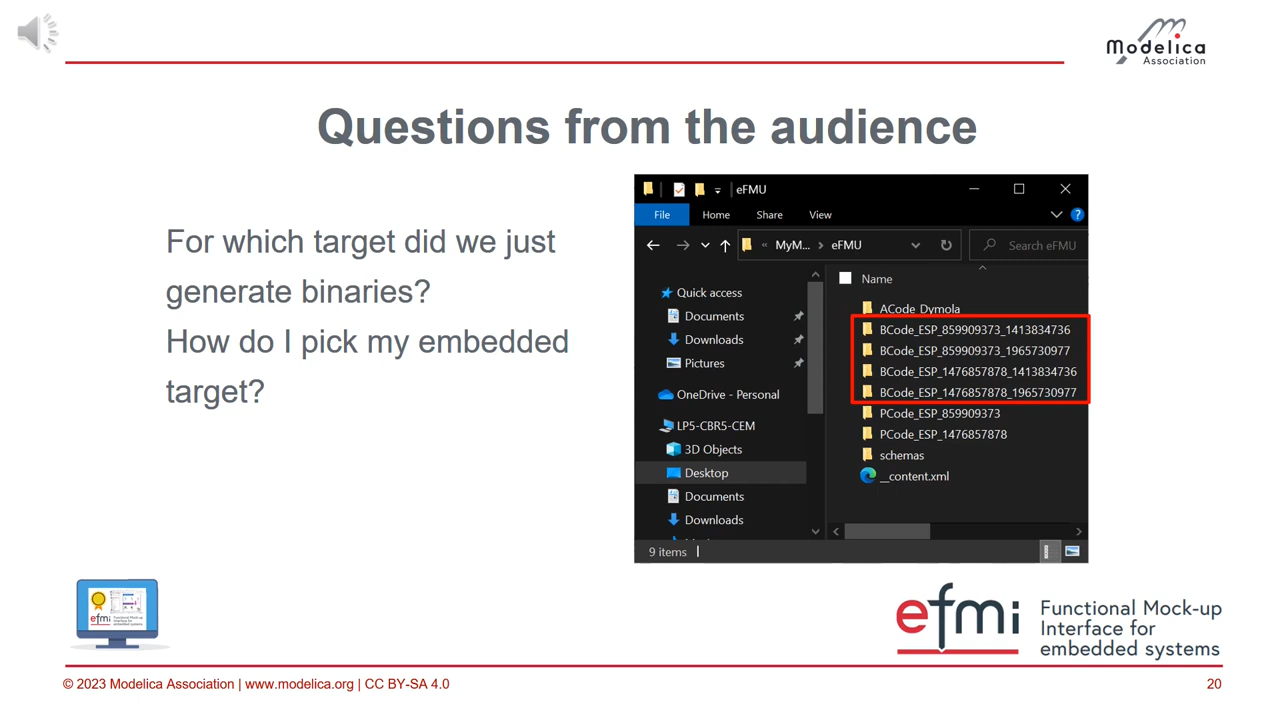 Modelica
Association
Questions from the audience
For which target did we just
generate binaries?
How do I pick my embedded
target?
eFMU
File
Home
Share
View
MyM...
eFMU
Search eFMU
Quick access
Documents
Downloads
Pictures
OneDrive - Personal
LP5-CBR5-CEM
3D Objects
Desktop
Documents
Downloads
Name
ACode_Dymola
BCode_ESP_859909373_1413834736
BCode_ESP_859909373_1965730977
BCode_ESP_1476857878_1413834736
BCode_ESP_1476857878_1965730977
PCode_ESP_859909373
PCode_ESP_1476857878
schemas
__content.xml
9 items
efmi
efmi
Functional Mock-up
Interface for
embedded systems
© 2023 Modelica Association | www.modelica.org | CC BY-SA 4.0
20